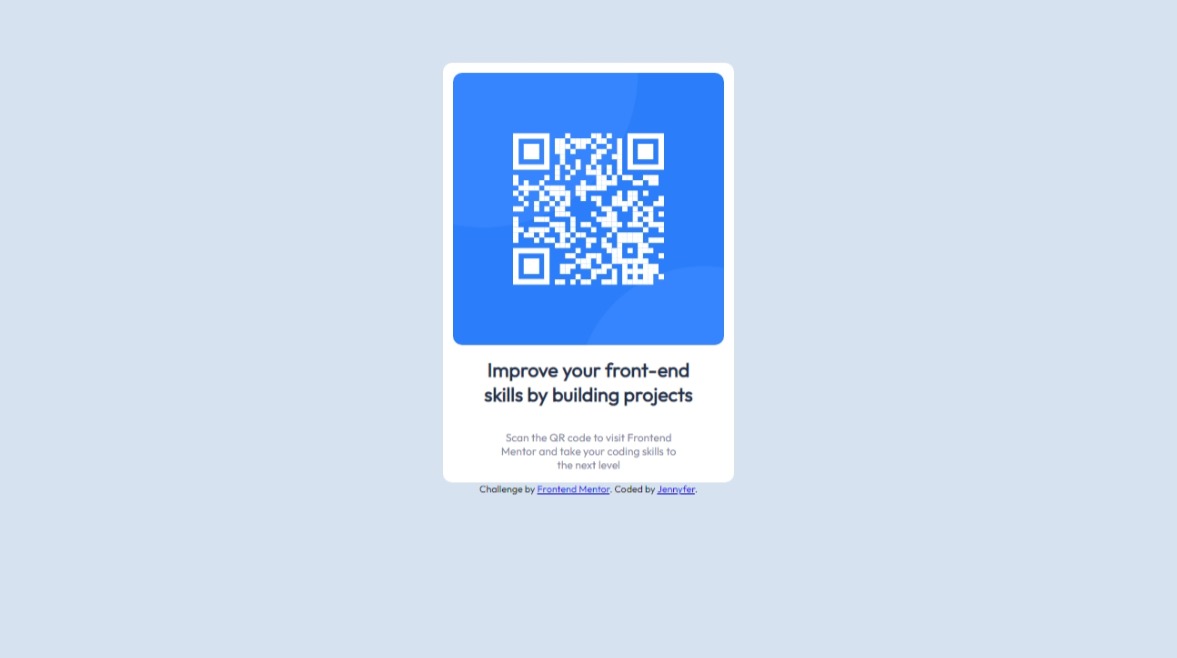 Improve your front-end
skills by building projects
Scan the QR code to visit Frontend
Mentor and take your coding skills to
the next level
Challenge by Frontend Mentor. Coded by Jennyfer.